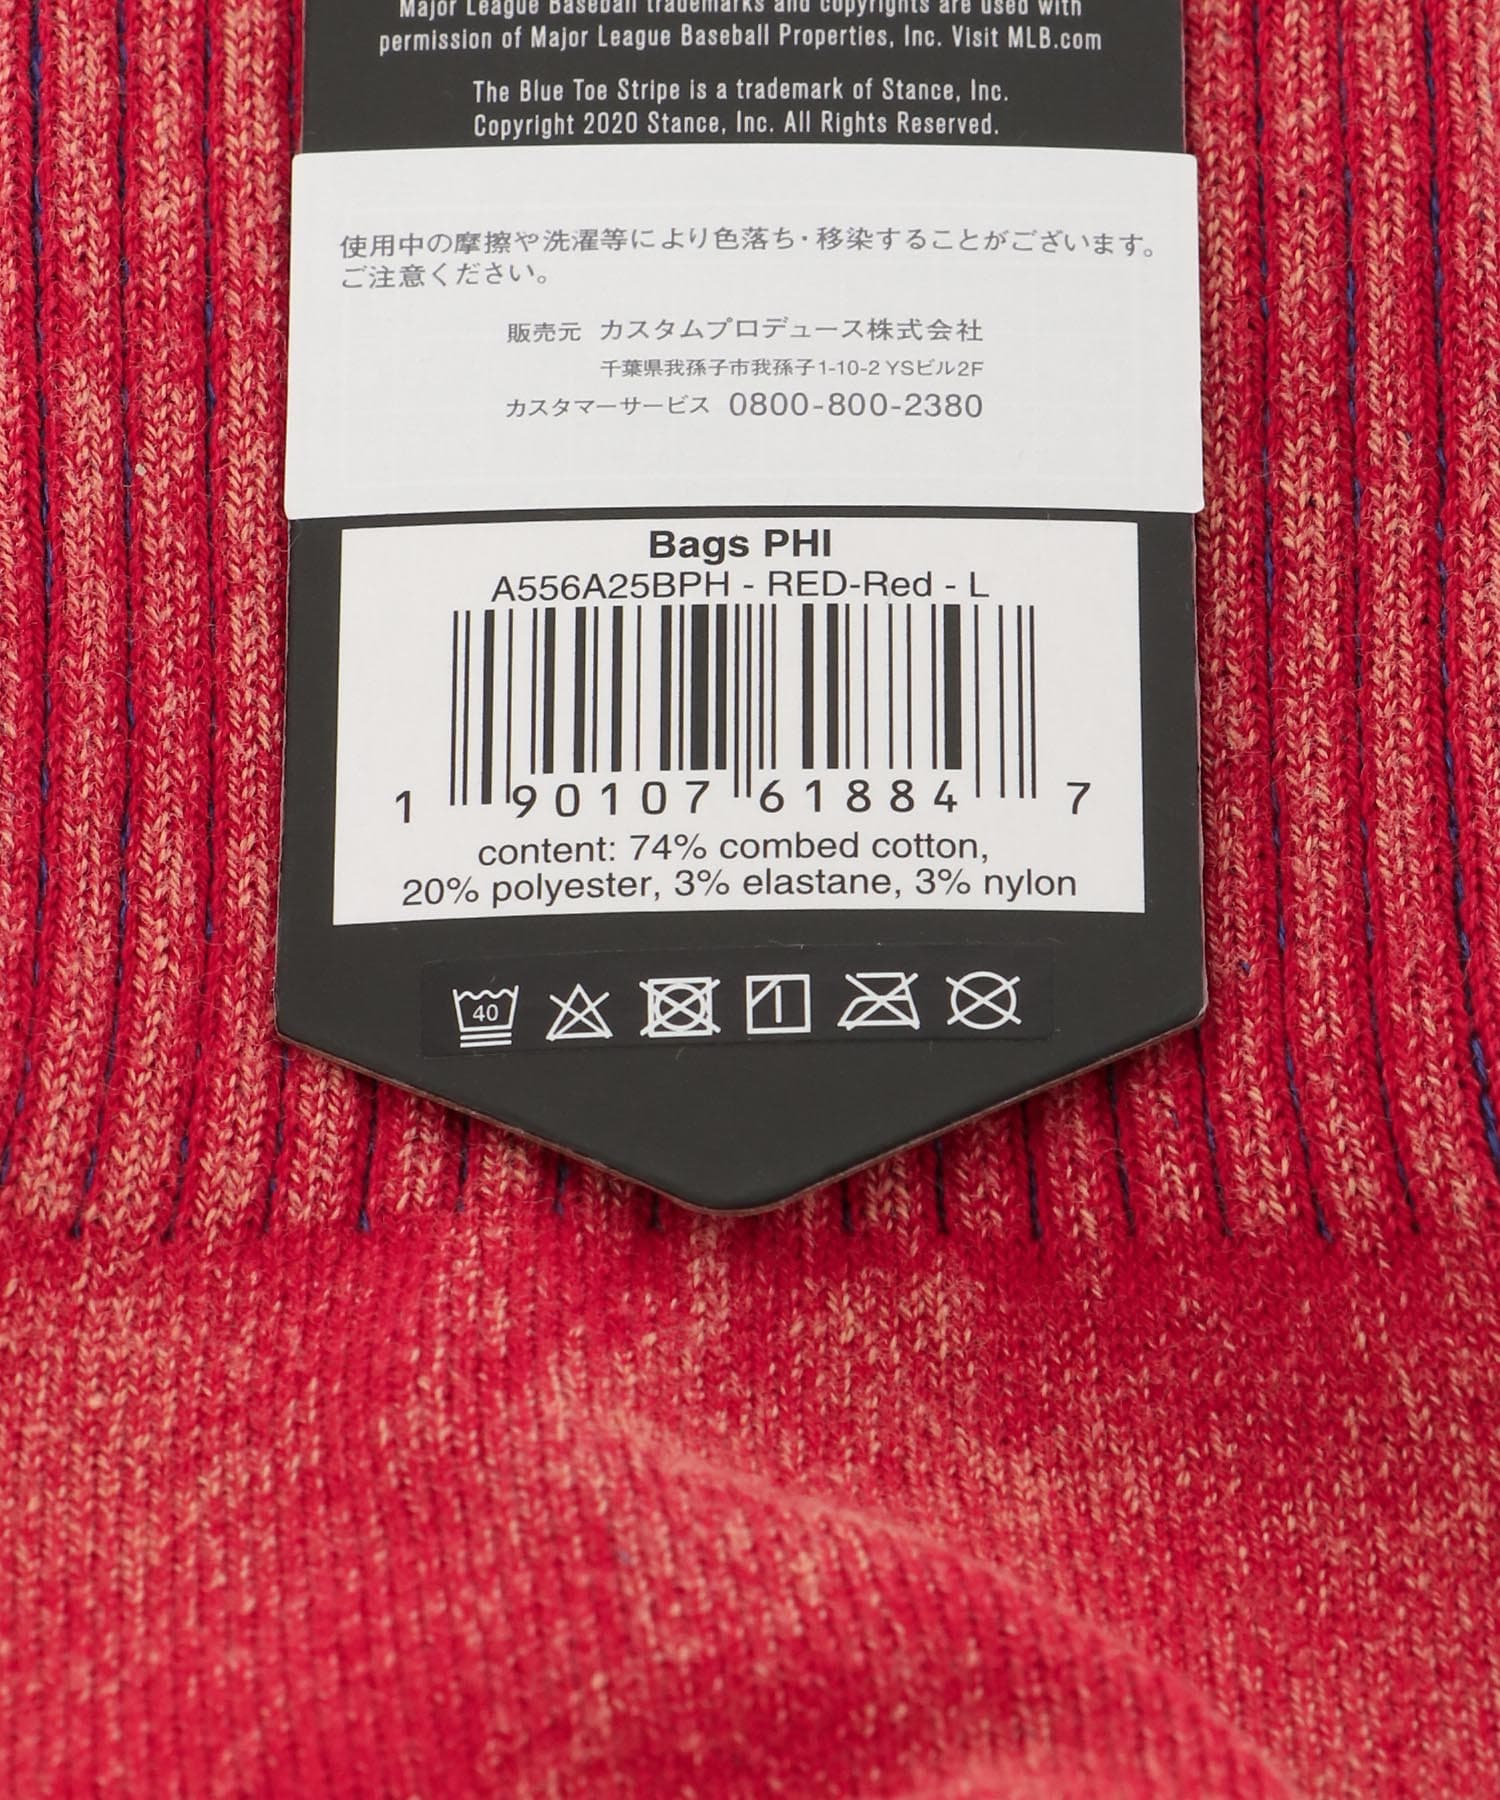 Major League Baseball trademarks and copyrights are used with
permission of Major League Baseball Properties, Inc. Visit MLB.com
The Blue Toe Stripe is a trademark of Stance, Inc.
Copyright 2020 Stance, Inc. All Rights Reserved.
使用中の摩擦や洗濯等により色落ち・移染することがございます。
ご注意ください。
販売元 カスタムプロデュース株式会社
千葉県我孫子市我孫子1-10-2 YSビル2F
カスタマーサービス 0800-800-2380
Bags PHI
A556A25BPH - RED-Red - L
1 90107 61884 7
content: 74% combed cotton,
20% polyester, 3% elastane, 3% nylon
40